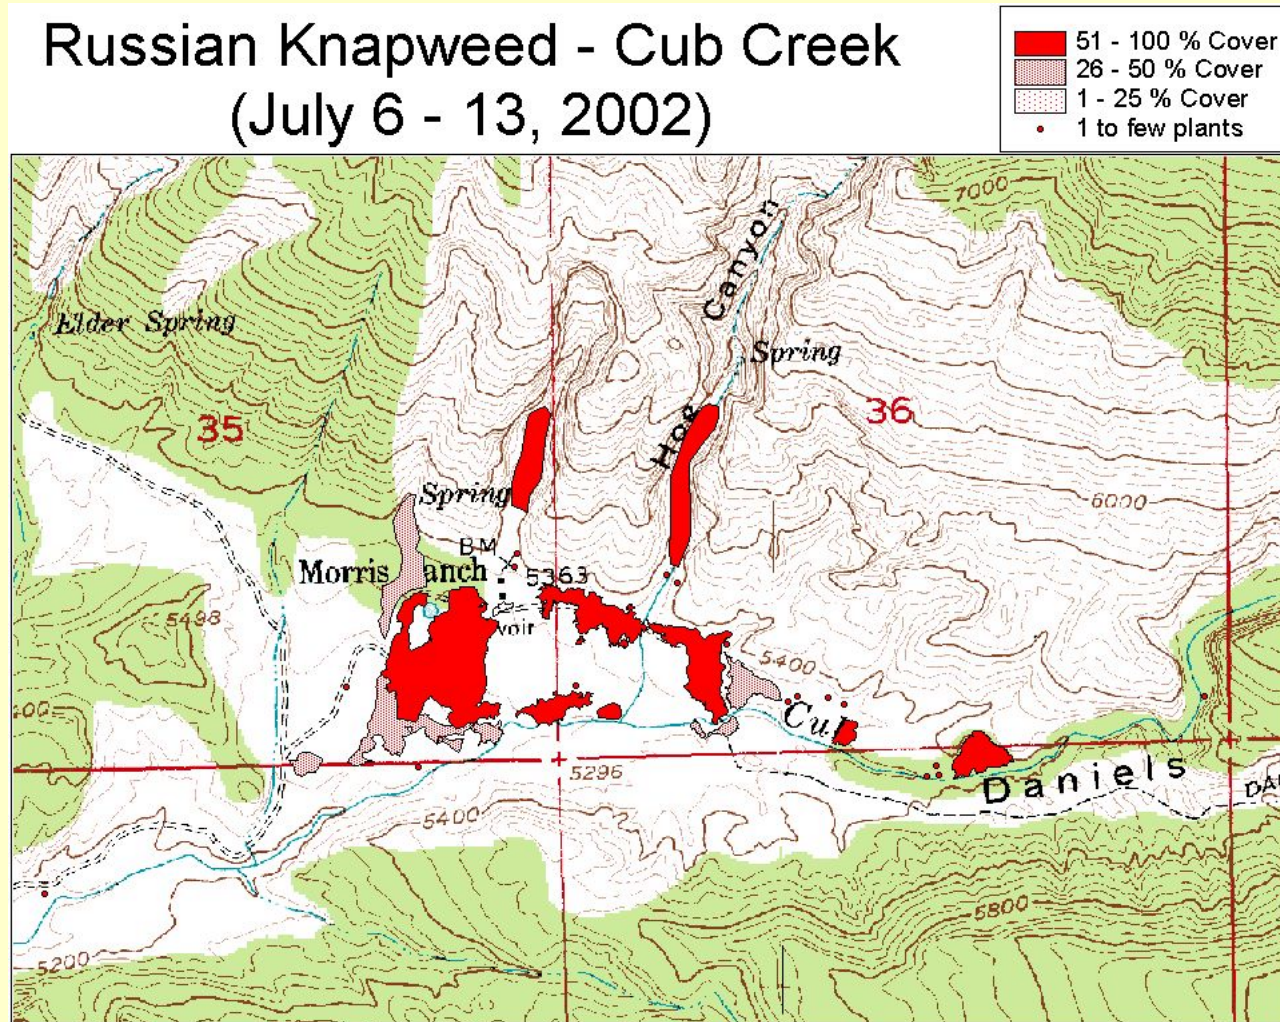 Russian Knapweed - Cub Creek
(July 6 - 13, 2002)
51 - 100 % Cover
26 - 50 % Cover
1 - 25 % Cover
1 to few plants
7000
Canyon
Elder Spring
Spring
35
36
Hog
Spring
6000
BM
Morris anch
5363
5498
voir
5400
Cul
5296
Daniels
5400
5800
5200